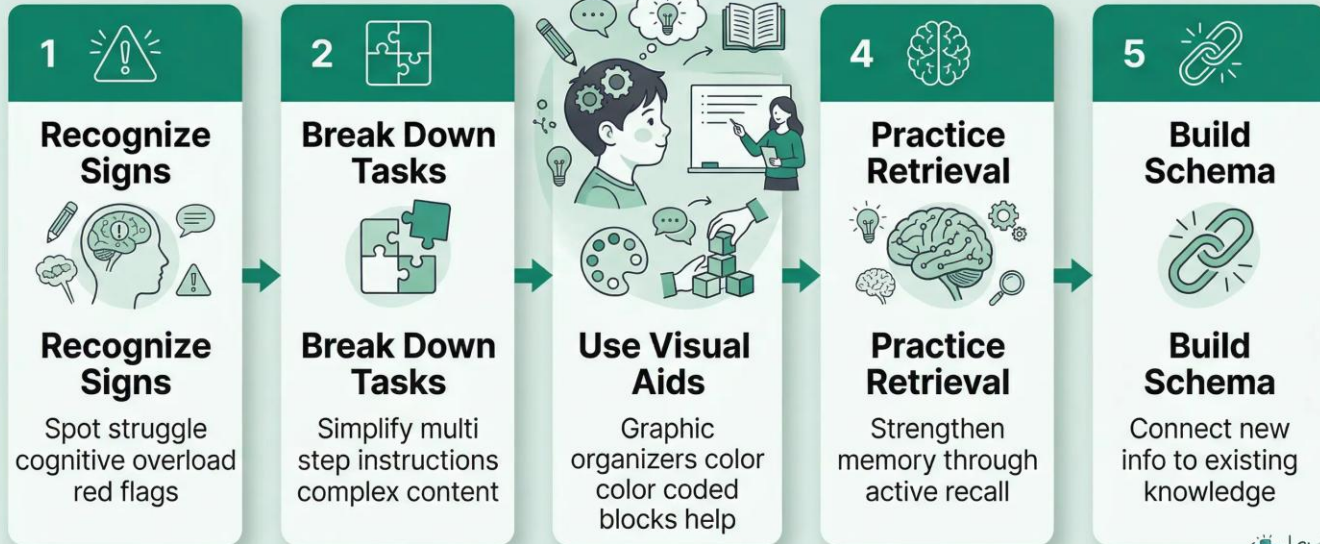 1
Recognize
Signs
Recognize
Signs
Spot struggle
cognitive overload
red flags
2
Break Down
Tasks
Break Down
Tasks
Simplify multi
step instructions
complex content
Use Visual
Aids
Graphic
organizers color
color coded
blocks help
4
Practice
Retrieval
Practice
Retrieval
Strengthen
memory through
active recall
5
Build
Schema
Build
Schema
Connect new
info to existing
knowledge